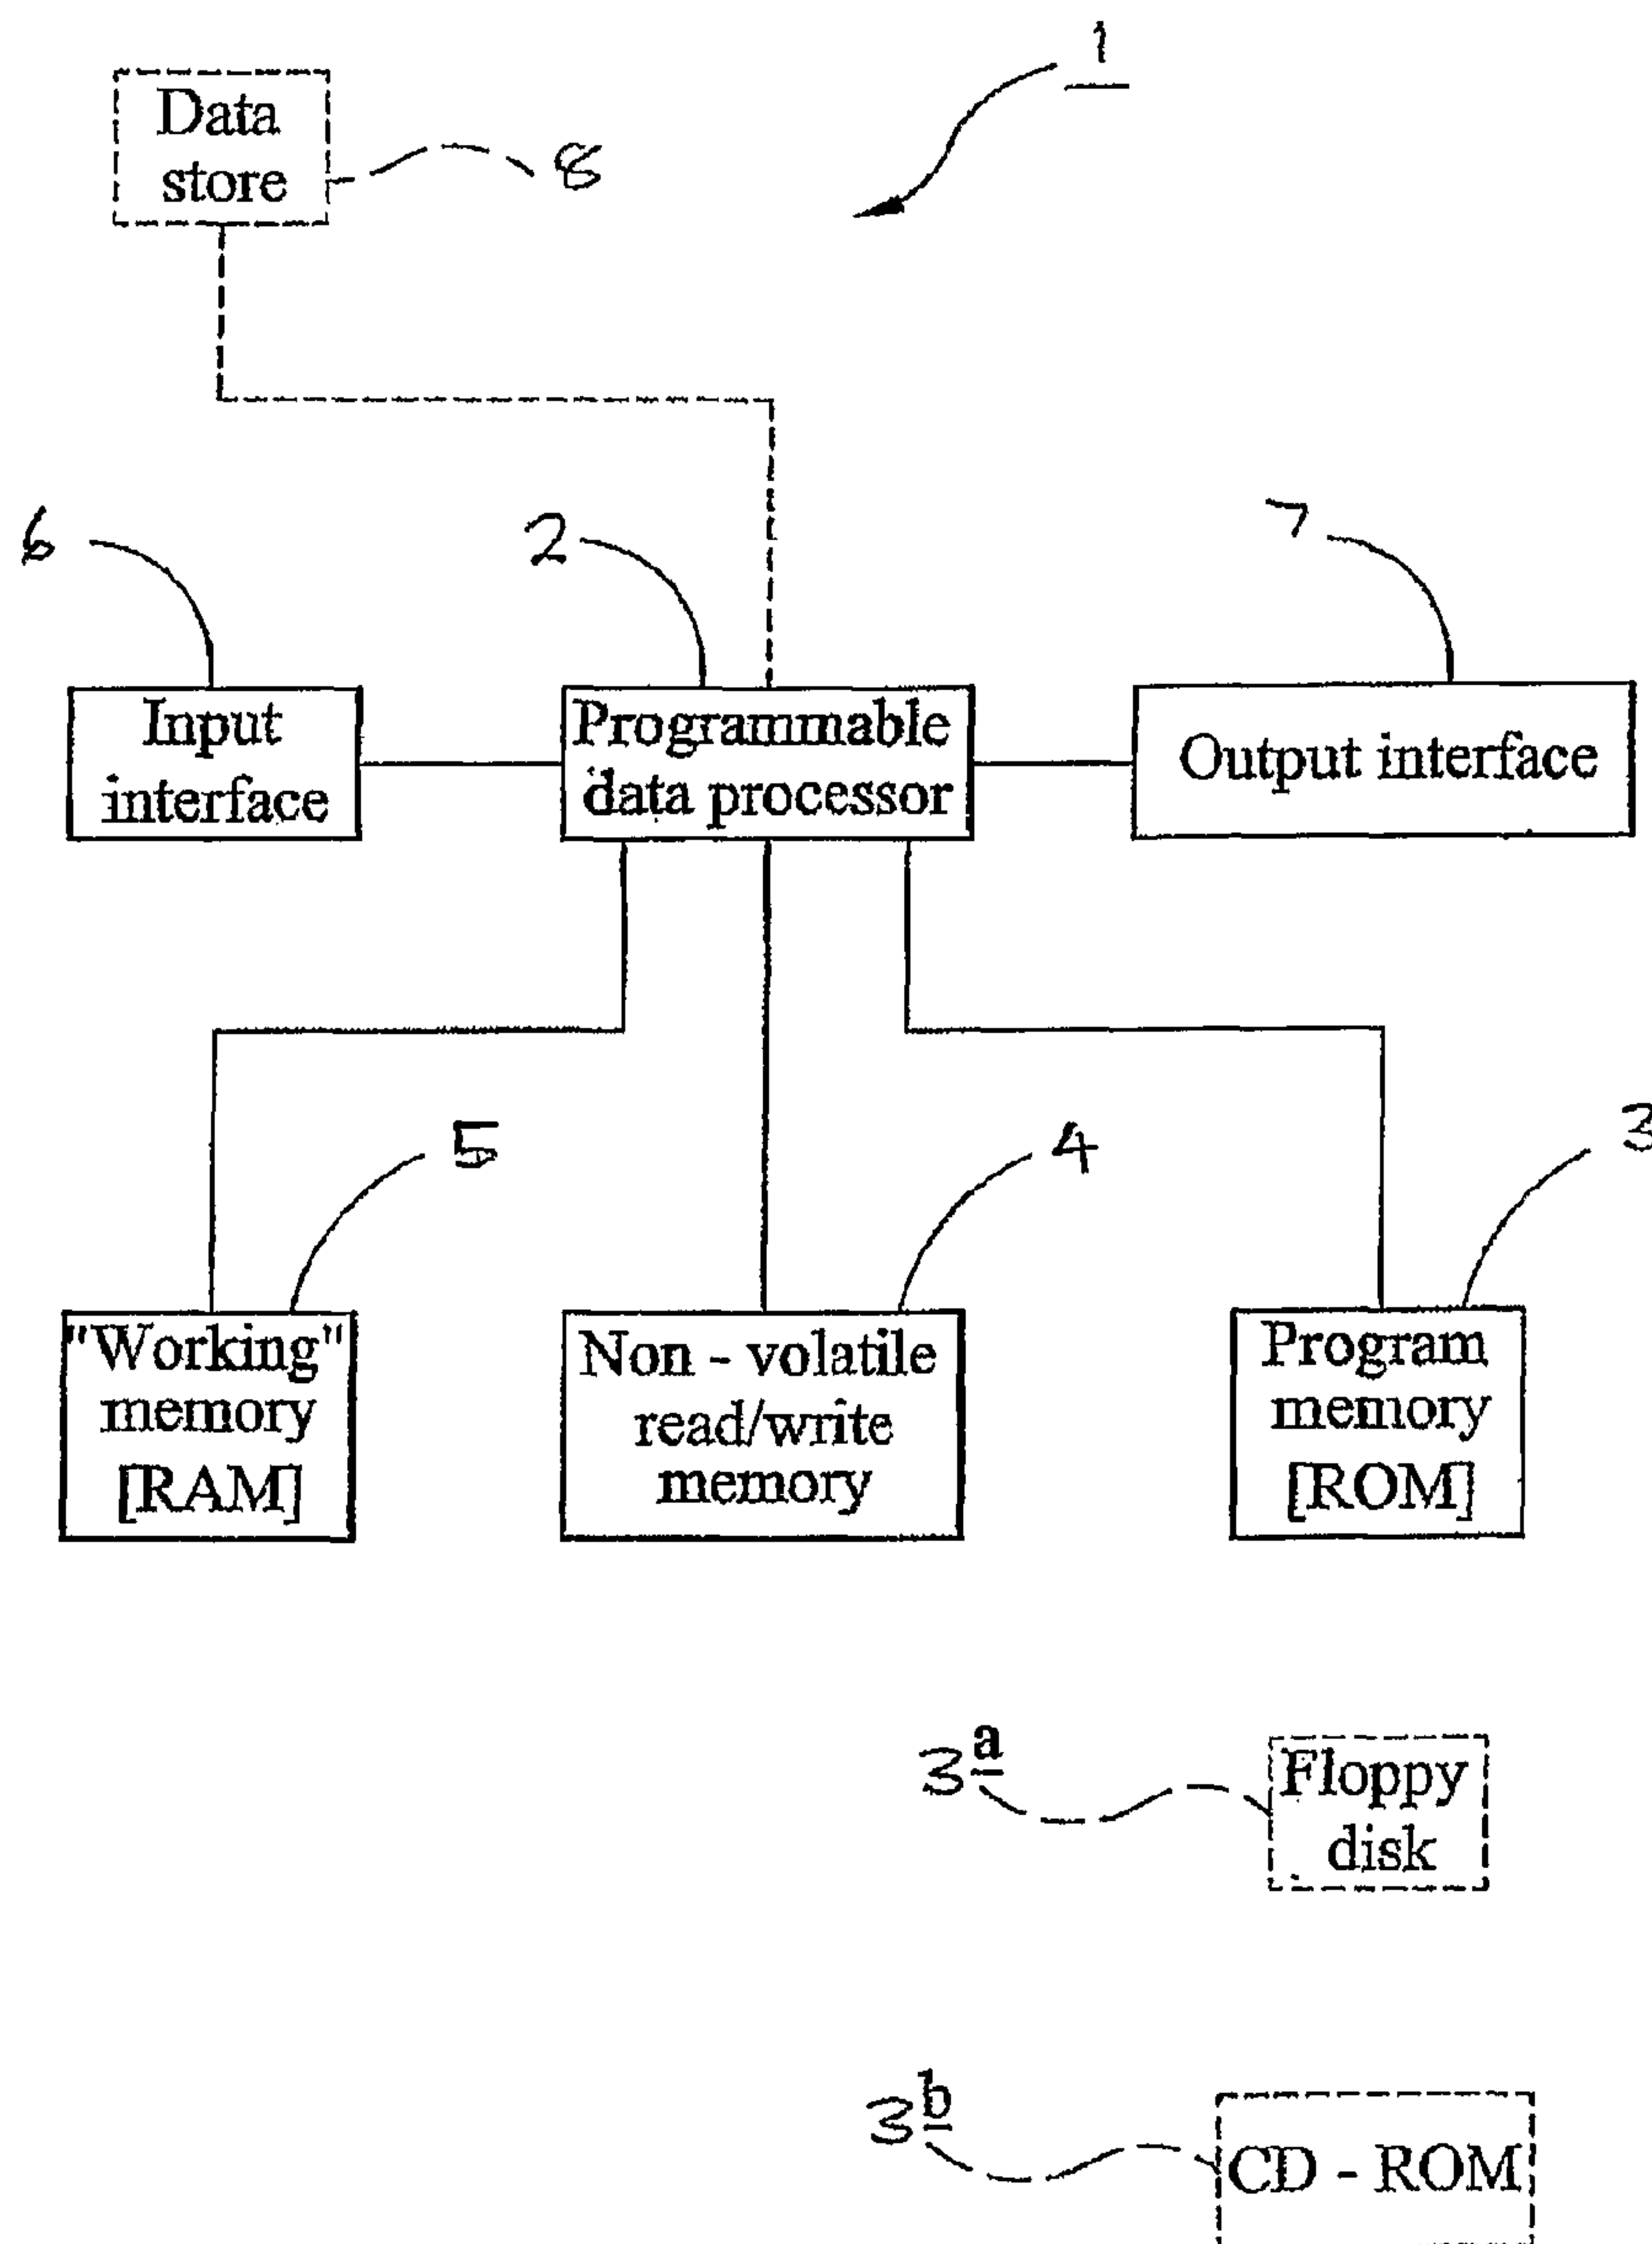 1
Data
store
8
6
2
7
Input
interface
Programmable
data processor
Output interface
5
4
3
"Working"
memory
[RAM]
Non - volatile
read/write
memory
Program
memory
[ROM]
3a
Floppy
disk
3b
CD - ROM